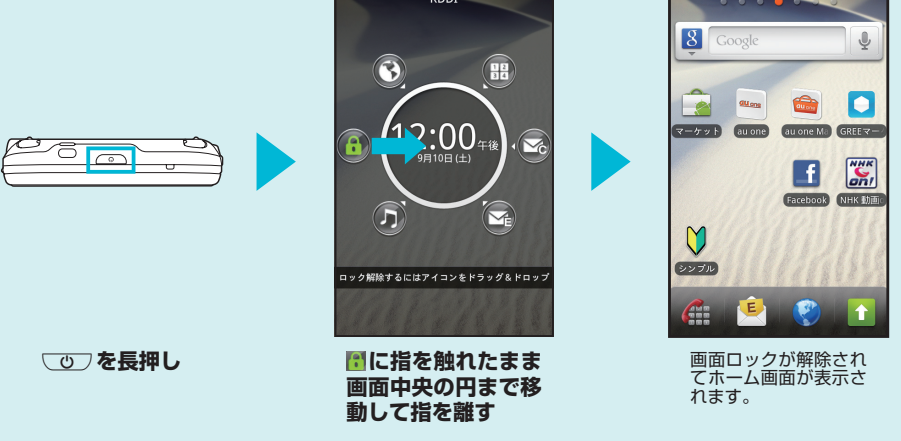 を長押し
KDDI
12:00午後
9月10日(土)
C
E
ロック解除するにはアイコンをドラッグ&ドロップ
に指を触れたまま
画面中央の円まで移
動して指を離す
Google
マーケット
au one
au one Ma
GREEマー
Facebook
NHK 動画
シンプル
E
画面ロックが解除され
てホーム画面が表示さ
れます。